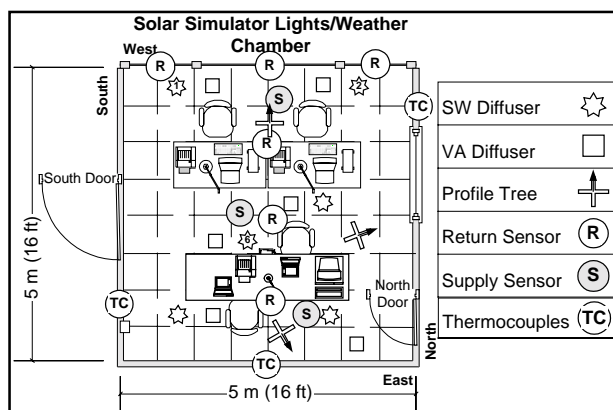 Solar Simulator Lights/Weather
Chamber
West
R
R
R
South
1
2
S
TC
R
SW Diffuser
VA Diffuser
Profile Tree
Return Sensor
R
Supply Sensor
S
Thermocouples
TC
South Door
S
R
6
5 m (16 ft)
North
Door
TC
R
S
North
TC
East
5 m (16 ft)